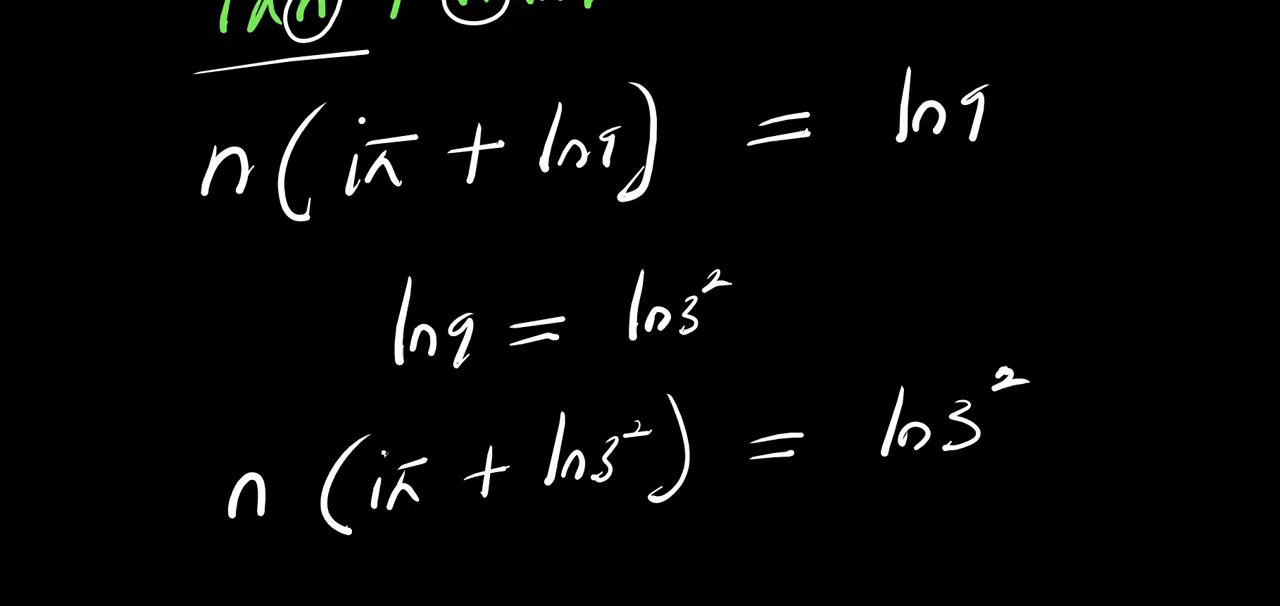 n(iπ + ln9) = ln9
ln9 = ln3²
n (iπ + ln3²) = ln3²